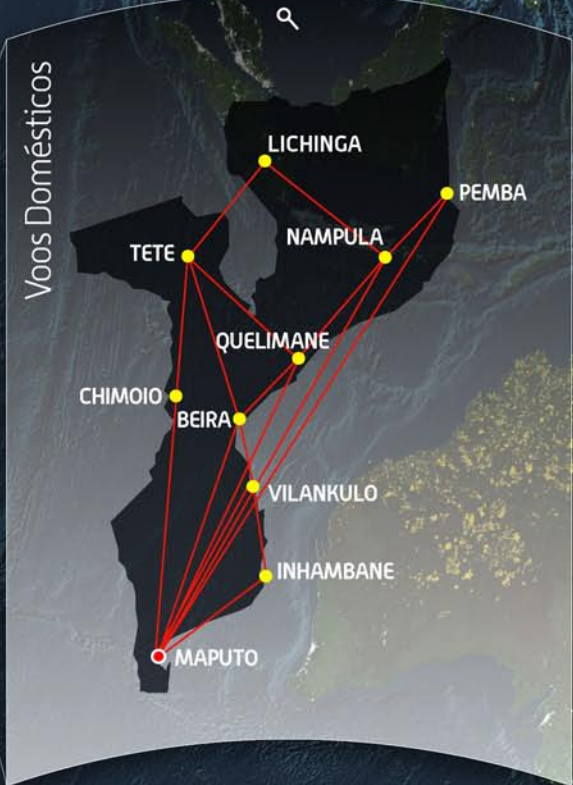 Voos Domésticos
LICHINGA
PEMBA
NAMPULA
TETE
QUELIMANE
CHIMOIO
BEIRA
VILANKULO
INHAMBANE
MAPUTO